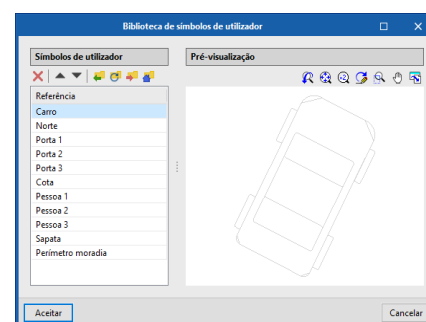 Biblioteca de símbolos de utilizador
Símbolos de utilizador
Pré-visualização
Referência
Carro
Norte
Porta 1
Porta 2
Porta 3
Cota
Pessoa 1
Pessoa 2
Pessoa 3
Sapata
Perímetro moradia
Aceitar
Cancelar